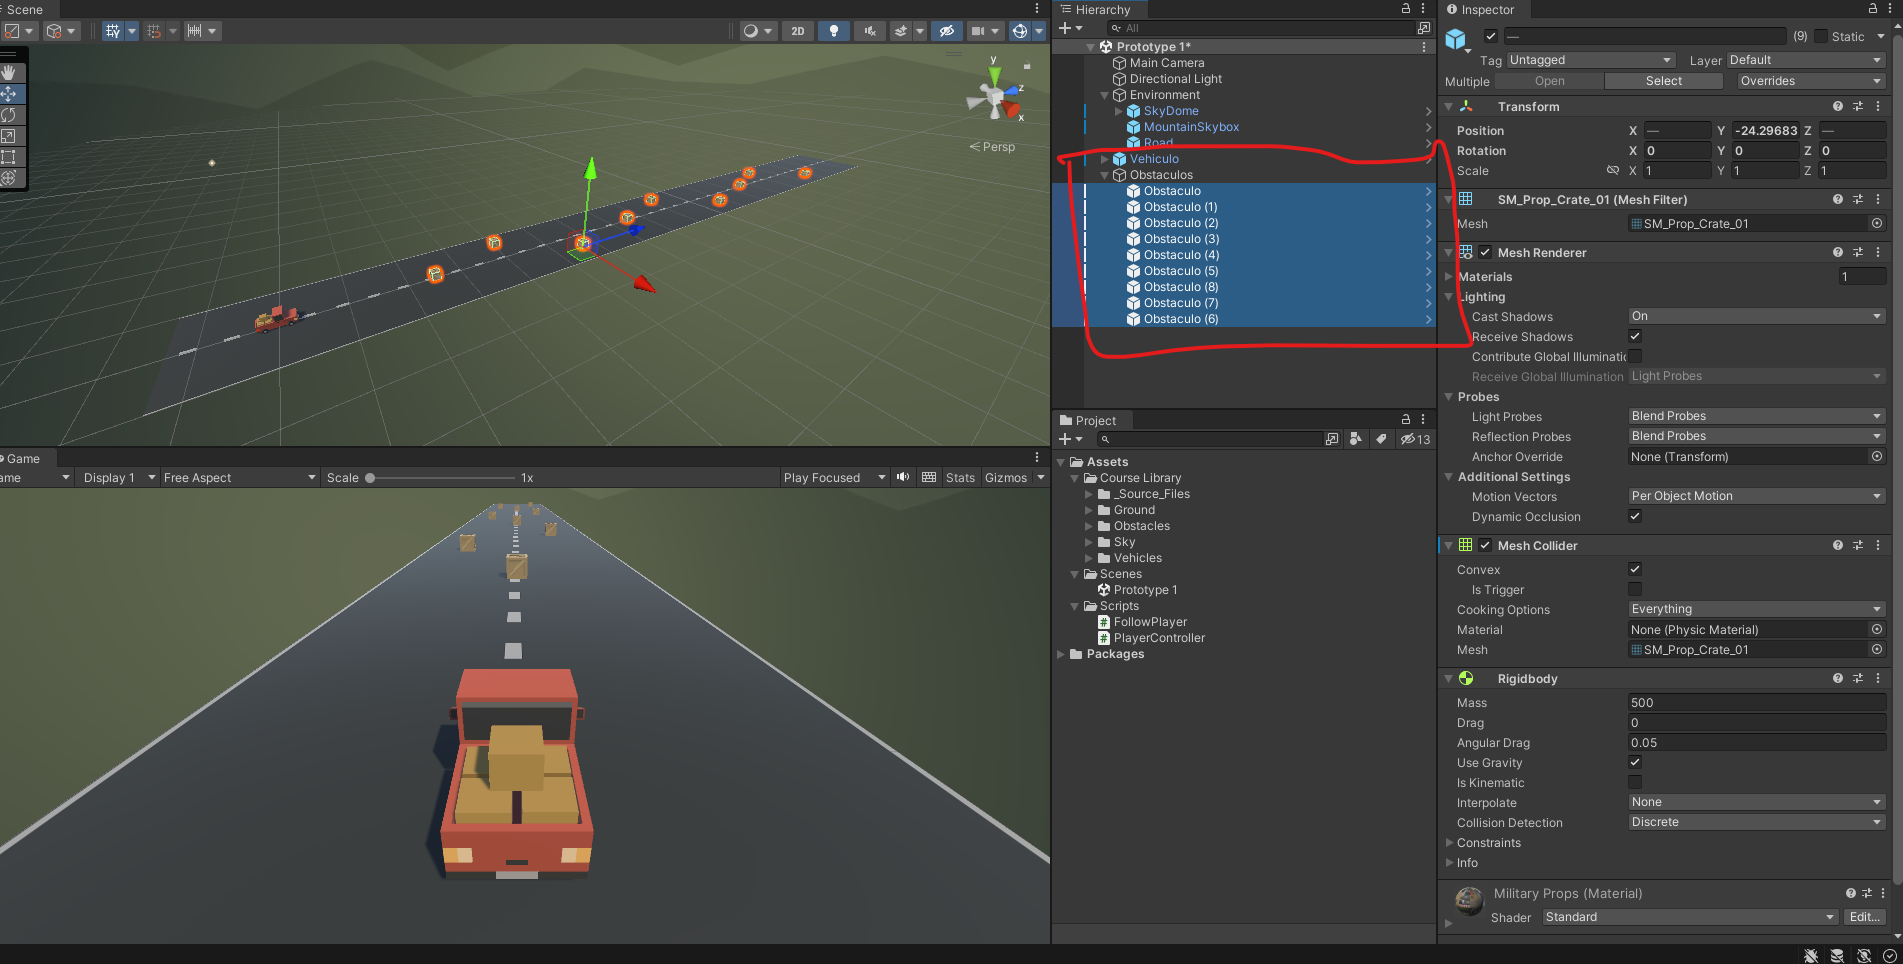 Scene
2D
y
z
x
Persp
Game
ame
Display 1
Free Aspect
Scale
1x
Play Focused
Stats
Gizmos
Hierarchy
All
Prototype 1*
Main Camera
Directional Light
Environment
SkyDome
MountainSkybox
Road
Vehiculo
Obstaculos
Obstaculo
Obstaculo (1)
Obstaculo (2)
Obstaculo (3)
Obstaculo (4)
Obstaculo (5)
Obstaculo (8)
Obstaculo (7)
Obstaculo (6)
Project
13
Assets
Course Library
_Source_Files
Ground
Obstacles
Sky
Vehicles
Scenes
Prototype 1
Scripts
FollowPlayer
PlayerController
Packages
Inspector
— (9) Static
Tag Untagged Layer Default
Multiple Open Select Overrides
Transform
Position X — Y -24.29683 Z —
Rotation X 0 Y 0 Z 0
Scale X 1 Y 1 Z 1
SM_Prop_Crate_01 (Mesh Filter)
Mesh SM_Prop_Crate_01
Mesh Renderer
Materials 1
Lighting
Cast Shadows On
Receive Shadows
Contribute Global Illuminati
Receive Global Illumination Light Probes
Probes
Light Probes Blend Probes
Reflection Probes Blend Probes
Anchor Override None (Transform)
Additional Settings
Motion Vectors Per Object Motion
Dynamic Occlusion
Mesh Collider
Convex
Is Trigger
Cooking Options Everything
Material None (Physic Material)
Mesh SM_Prop_Crate_01
Rigidbody
Mass 500
Drag 0
Angular Drag 0.05
Use Gravity
Is Kinematic
Interpolate None
Collision Detection Discrete
Constraints
Info
Military Props (Material)
Shader Standard Edit...